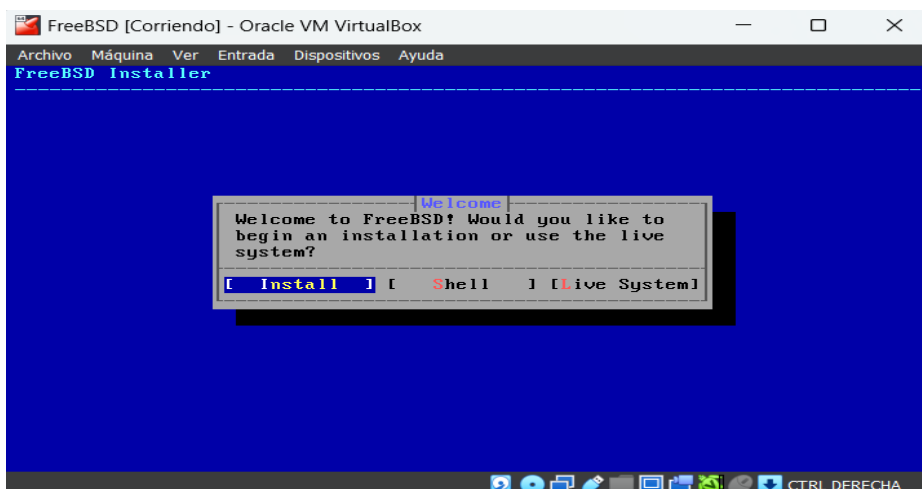 FreeBSD [Corriendo] - Oracle VM VirtualBox
Archivo Máquina Ver Entrada Dispositivos Ayuda
FreeBSD Installer
Welcome
Welcome to FreeBSD! Would you like to
begin an installation or use the live
system?
[ Install ] [ Shell ] [Live System]
CTRL DERECHA